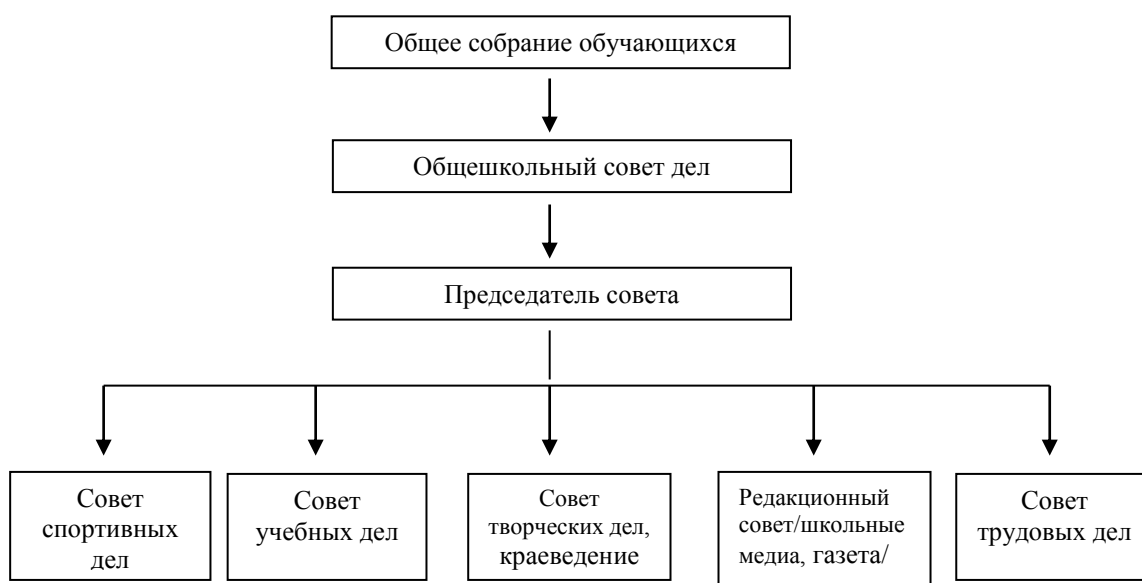 Общее собрание обучающихся
Общешкольный совет дел
Председатель совета
Совет
спортивных
дел
Совет
учебных дел
Совет
творческих дел,
краеведение
Редакционный
совет/школьные
медиа, газета/
Совет
трудовых дел